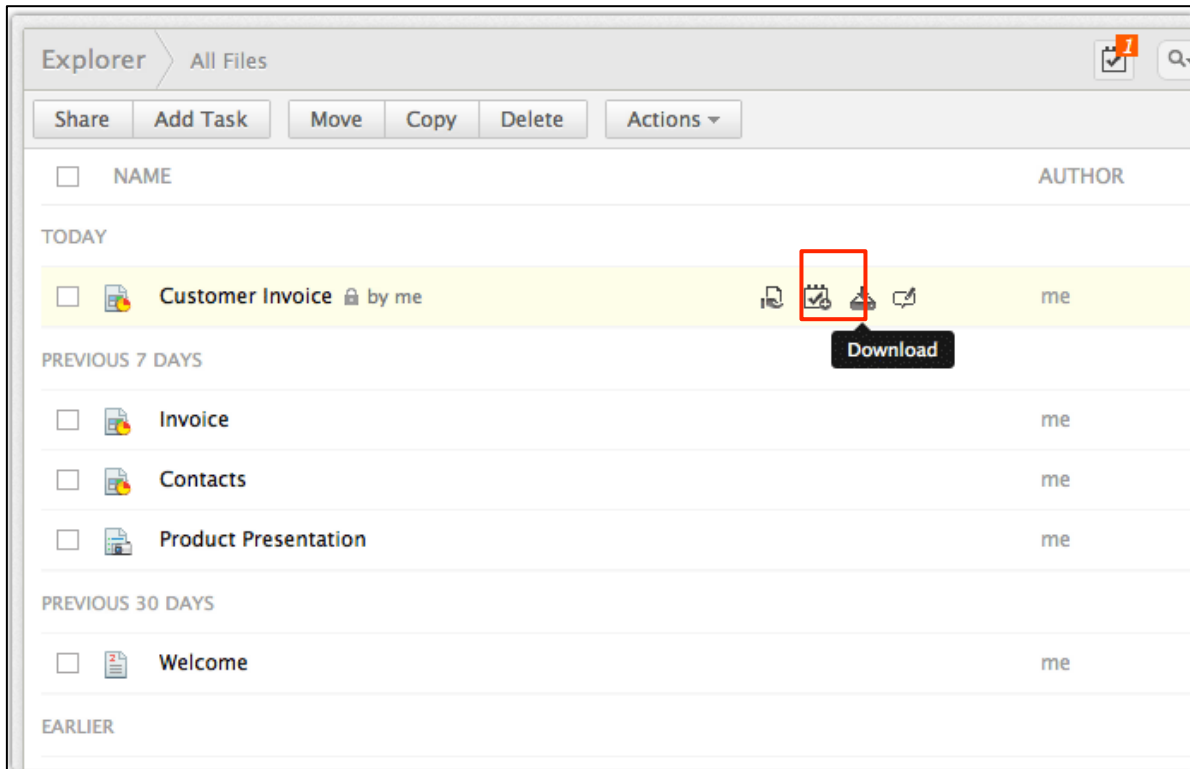 Explorer All Files 1
Share Add Task Move Copy Delete Actions
NAME AUTHOR
TODAY
Customer Invoice by me me
Download
PREVIOUS 7 DAYS
Invoice me
Contacts me
Product Presentation me
PREVIOUS 30 DAYS
Welcome me
EARLIER